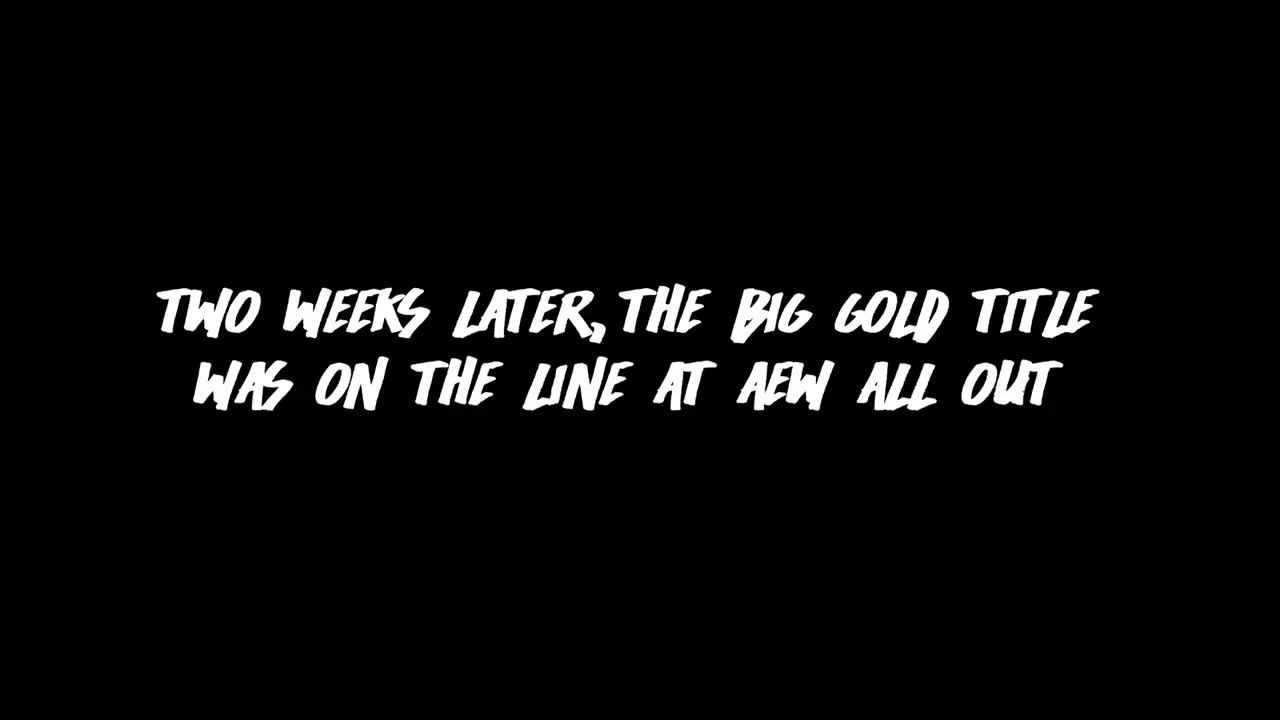 TWO WEEKS LATER, THE BIG GOLD TITLE
WAS ON THE LINE AT AEW ALL OUT